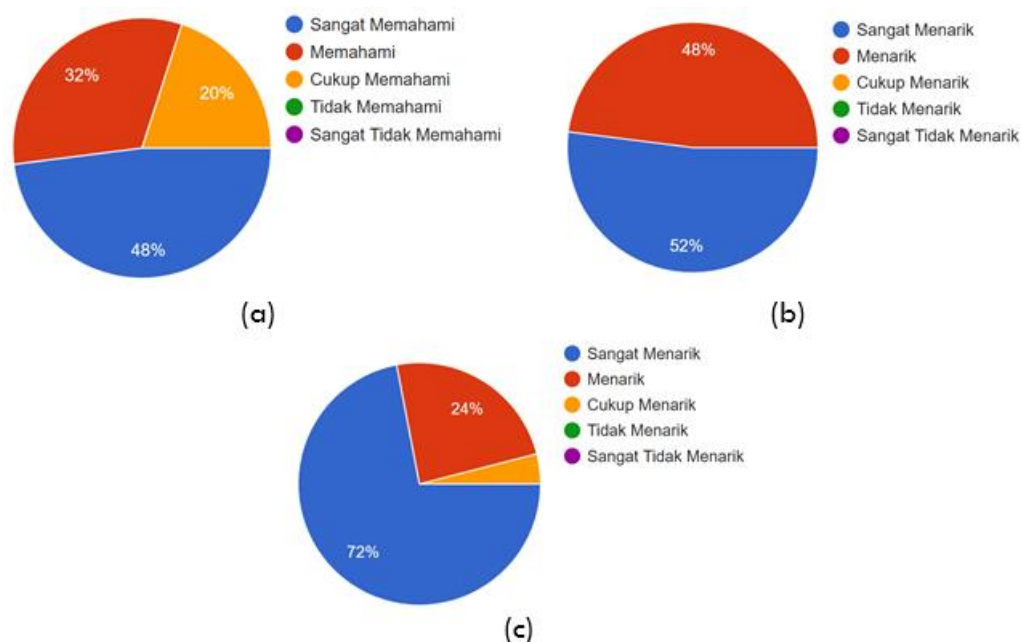 Sangat Memahami
Memahami
Cukup Memahami
Tidak Memahami
Sangat Tidak Memahami
32%
20%
48%
(a)
Sangat Menarik
Menarik
Cukup Menarik
Tidak Menarik
Sangat Tidak Menarik
48%
52%
(b)
Sangat Menarik
Menarik
Cukup Menarik
Tidak Menarik
Sangat Tidak Menarik
24%
72%
(c)